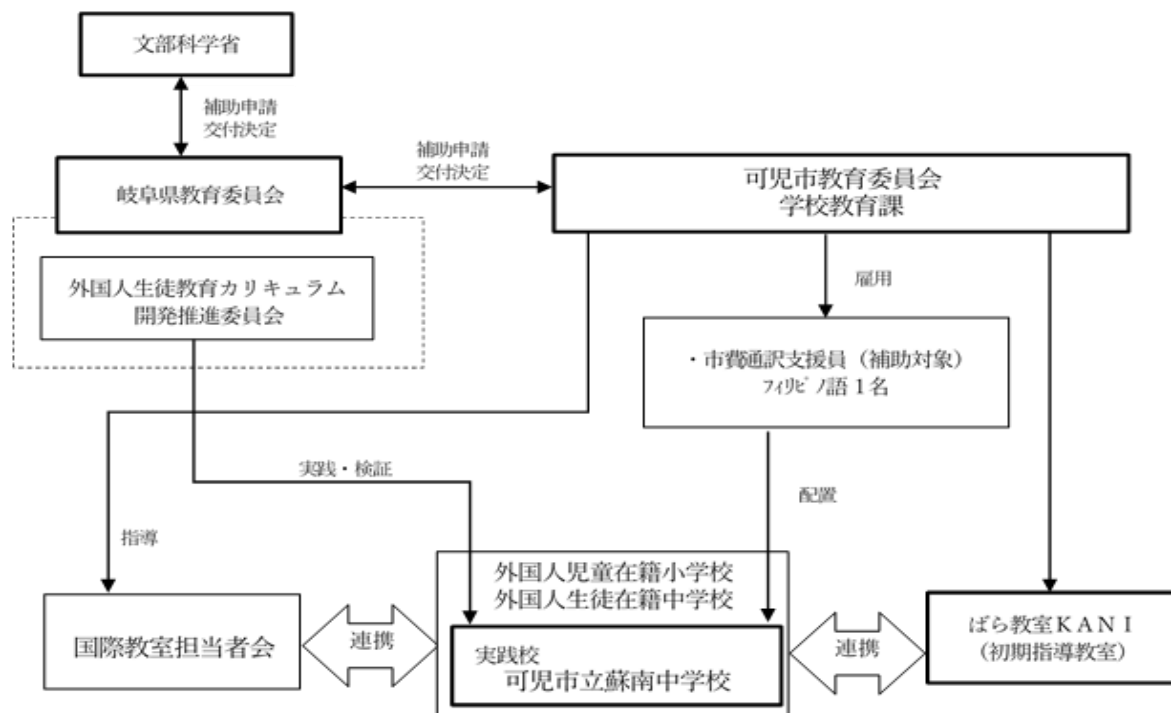 文部科学省
補助申請
交付決定
岐阜県教育委員会
補助申請
交付決定
可児市教育委員会
学校教育課
外国人生徒教育カリキュラム
開発推進委員会
雇用
・市費通訳支援員（補助対象）
ﾌｨﾘﾋﾟﾉ語１名
実践・検証
配置
指導
外国人児童在籍小学校
外国人生徒在籍中学校
国際教室担当者会
連携
実践校
可児市立蘇南中学校
連携
ばら教室ＫＡＮＩ
（初期指導教室）